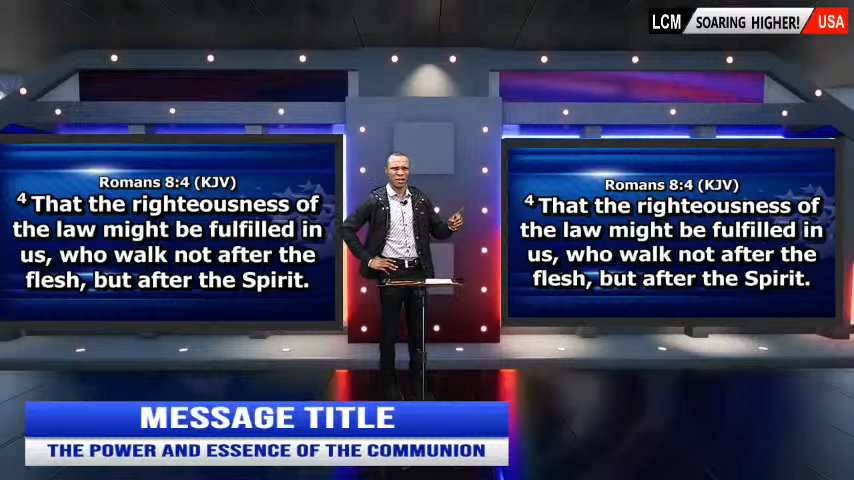 LCM SOARING HIGHER! USA
Romans 8:4 (KJV)
4 That the righteousness of
the law might be fulfilled in
us, who walk not after the
flesh, but after the Spirit.
Romans 8:4 (KJV)
4 That the righteousness of
the law might be fulfilled in
us, who walk not after the
flesh, but after the Spirit.
MESSAGE TITLE
THE POWER AND ESSENCE OF THE COMMUNION